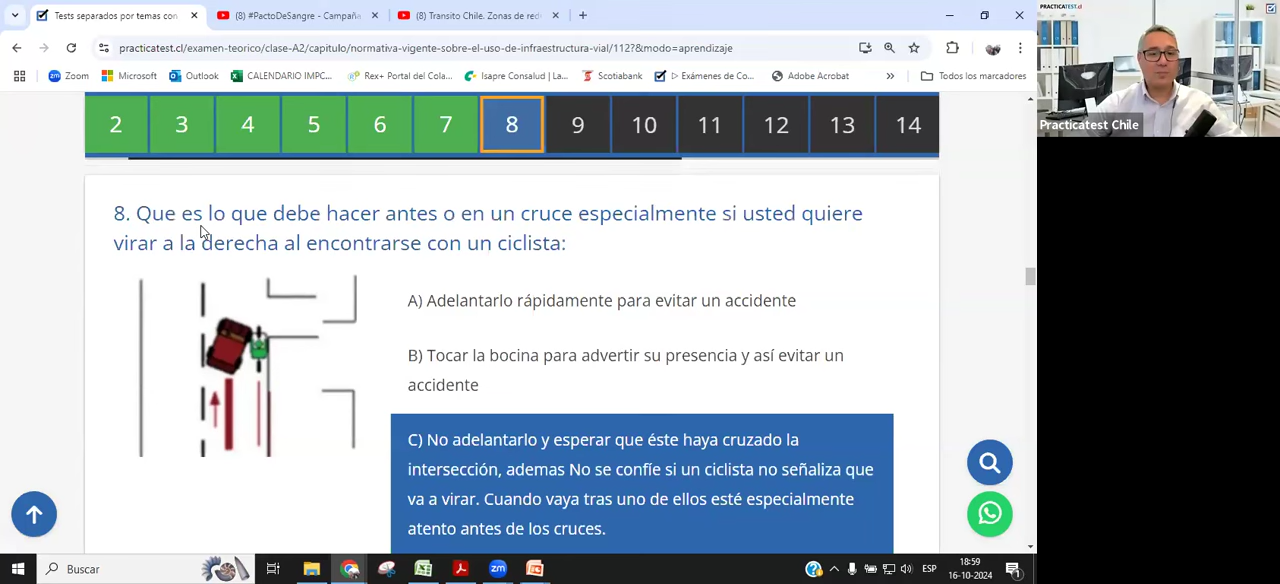 Tests separados por temas con
(8) #PactoDeSangre - Cantinfla
(8) Transito Chile. Zonas de red
practicatest.cl/examen-teorico/clase-A2/capitulo/normativa-vigente-sobre-el-uso-de-infraestructura-vial/112?&modo=aprendizaje
Zoom
Microsoft
Outlook
CALENDARIO IMPC...
Rex+ Portal del Cola...
Isapre Consalud | La...
Scotiabank
Exámenes de Co...
Adobe Acrobat
»
Todos los marcadores
PRACTICATEST.cl
Practicatest Chile
2 3 4 5 7 8 9 10 11 12 13 14
8. Que es lo que debe hacer antes o en un cruce especialmente si usted quiere
virar a la derecha al encontrarse con un ciclista:
A) Adelantarlo rápidamente para evitar un accidente
B) Tocar la bocina para advertir su presencia y así evitar un
accidente
C) No adelantarlo y esperar que éste haya cruzado la
intersección, ademas No se confíe si un ciclista no señaliza que
va a virar. Cuando vaya tras uno de ellos esté especialmente
atento antes de los cruces.
Buscar
ESP
18:59
16-10-2024
1